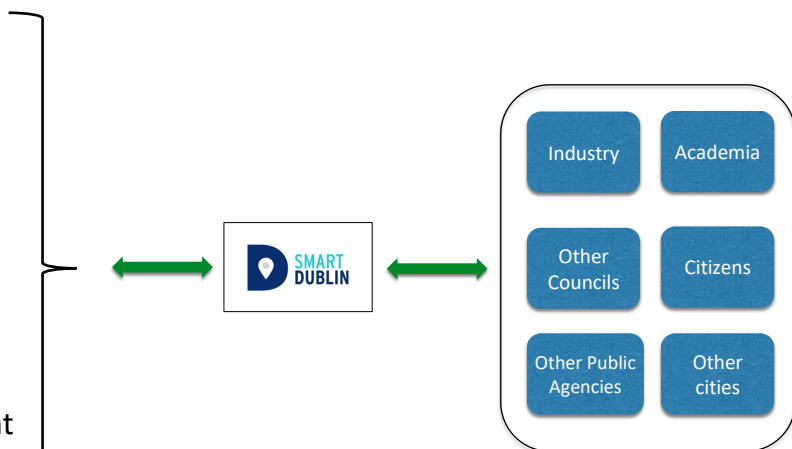 Industry
Academia
SMART
DUBLIN
Other
Councils
Citizens
Other Public
Agencies
Other
cities